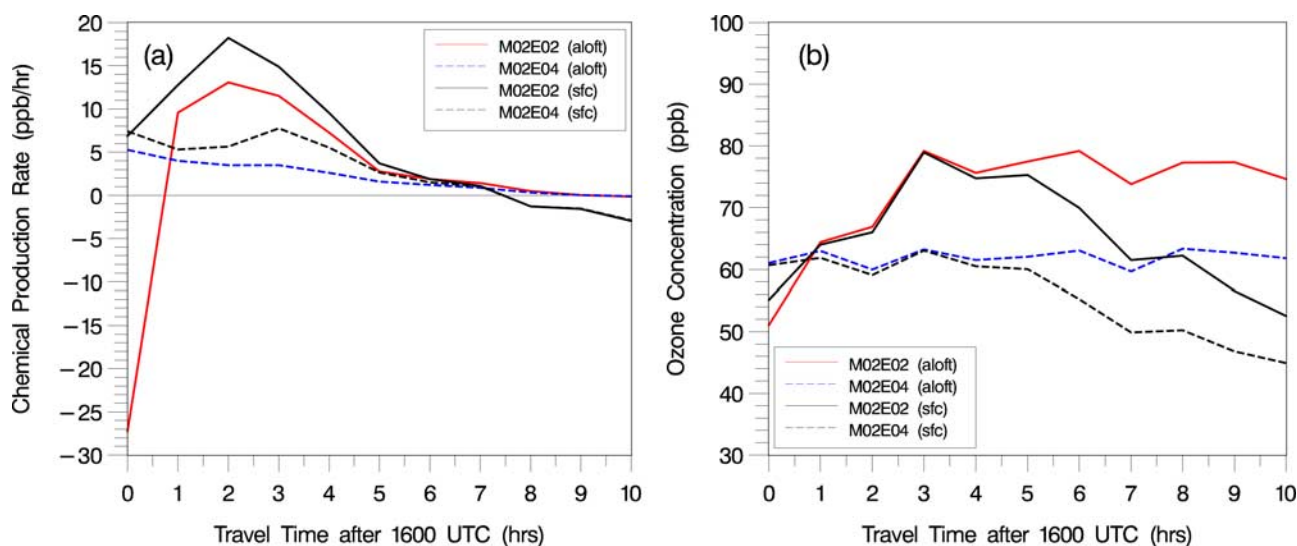 (a)
Chemical Production Rate (ppb/hr)
20
15
10
5
0
−5
−10
−15
−20
−25
−30
M02E02 (aloft)
M02E04 (aloft)
M02E02 (sfc)
M02E04 (sfc)
0 1 2 3 4 5 6 7 8 9 10
Travel Time after 1600 UTC (hrs)
(b)
Ozone Concentration (ppb)
100
90
80
70
60
50
40
30
M02E02 (aloft)
M02E04 (aloft)
M02E02 (sfc)
M02E04 (sfc)
0 1 2 3 4 5 6 7 8 9 10
Travel Time after 1600 UTC (hrs)